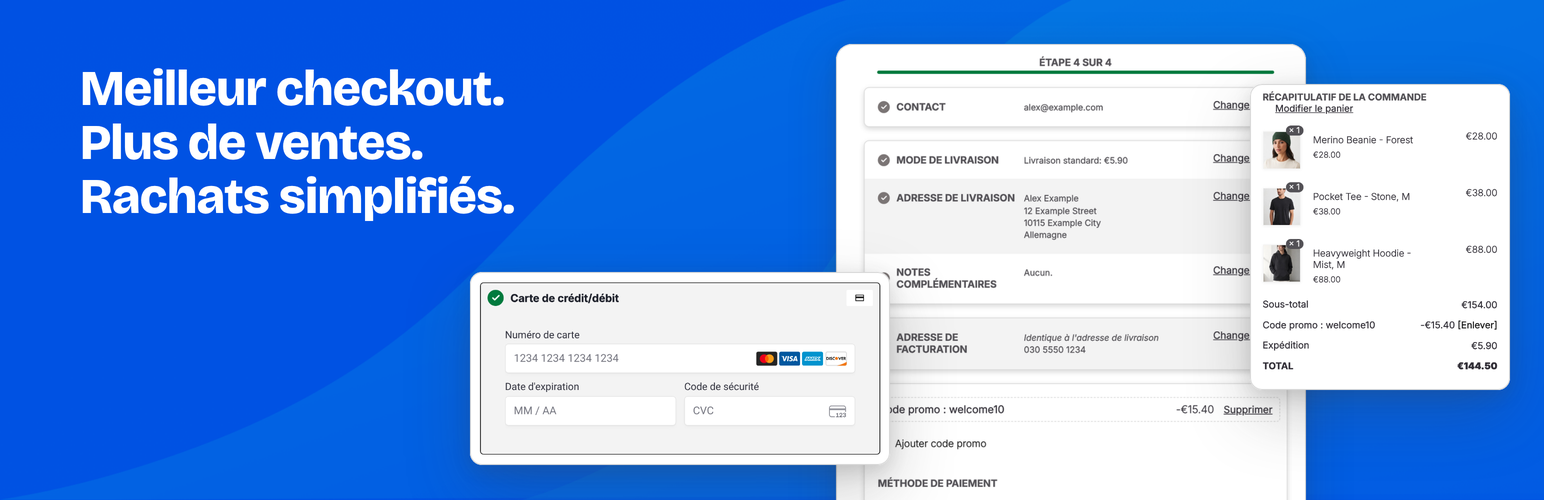 Meilleur checkout.
Plus de ventes.
Rachats simplifiés.
ÉTAPE 4 SUR 4
CONTACT
alex@example.com
Change
MODE DE LIVRAISON
Livraison standard: €5.90
Change
ADRESSE DE LIVRAISON
Alex Example
12 Example Street
10115 Example City
Allemagne
Change
NOTES
COMPLÉMENTAIRES
Aucun.
Change
ADRESSE DE
FACTURATION
Identique à l'adresse de livraison
030 5550 1234
Change
promo : welcome10
-€15.40
Supprimer
Ajouter code promo
MÉTHODE DE PAIEMENT
Carte de crédit/débit
Numéro de carte
1234 1234 1234 1234
VISA
AMERICAN EXPRESS
DISCOVER
Date d'expiration
Code de sécurité
MM / AA
CVC
123
RÉCAPITULATIF DE LA COMMANDE
Modifier le panier
× 1
Merino Beanie - Forest
€28.00
€28.00
× 1
Pocket Tee - Stone, M
€38.00
€38.00
× 1
Heavyweight Hoodie -
Mist, M
€88.00
€88.00
Sous-total
€154.00
Code promo : welcome10
-€15.40 [Enlever]
Expédition
€5.90
TOTAL
€144.50